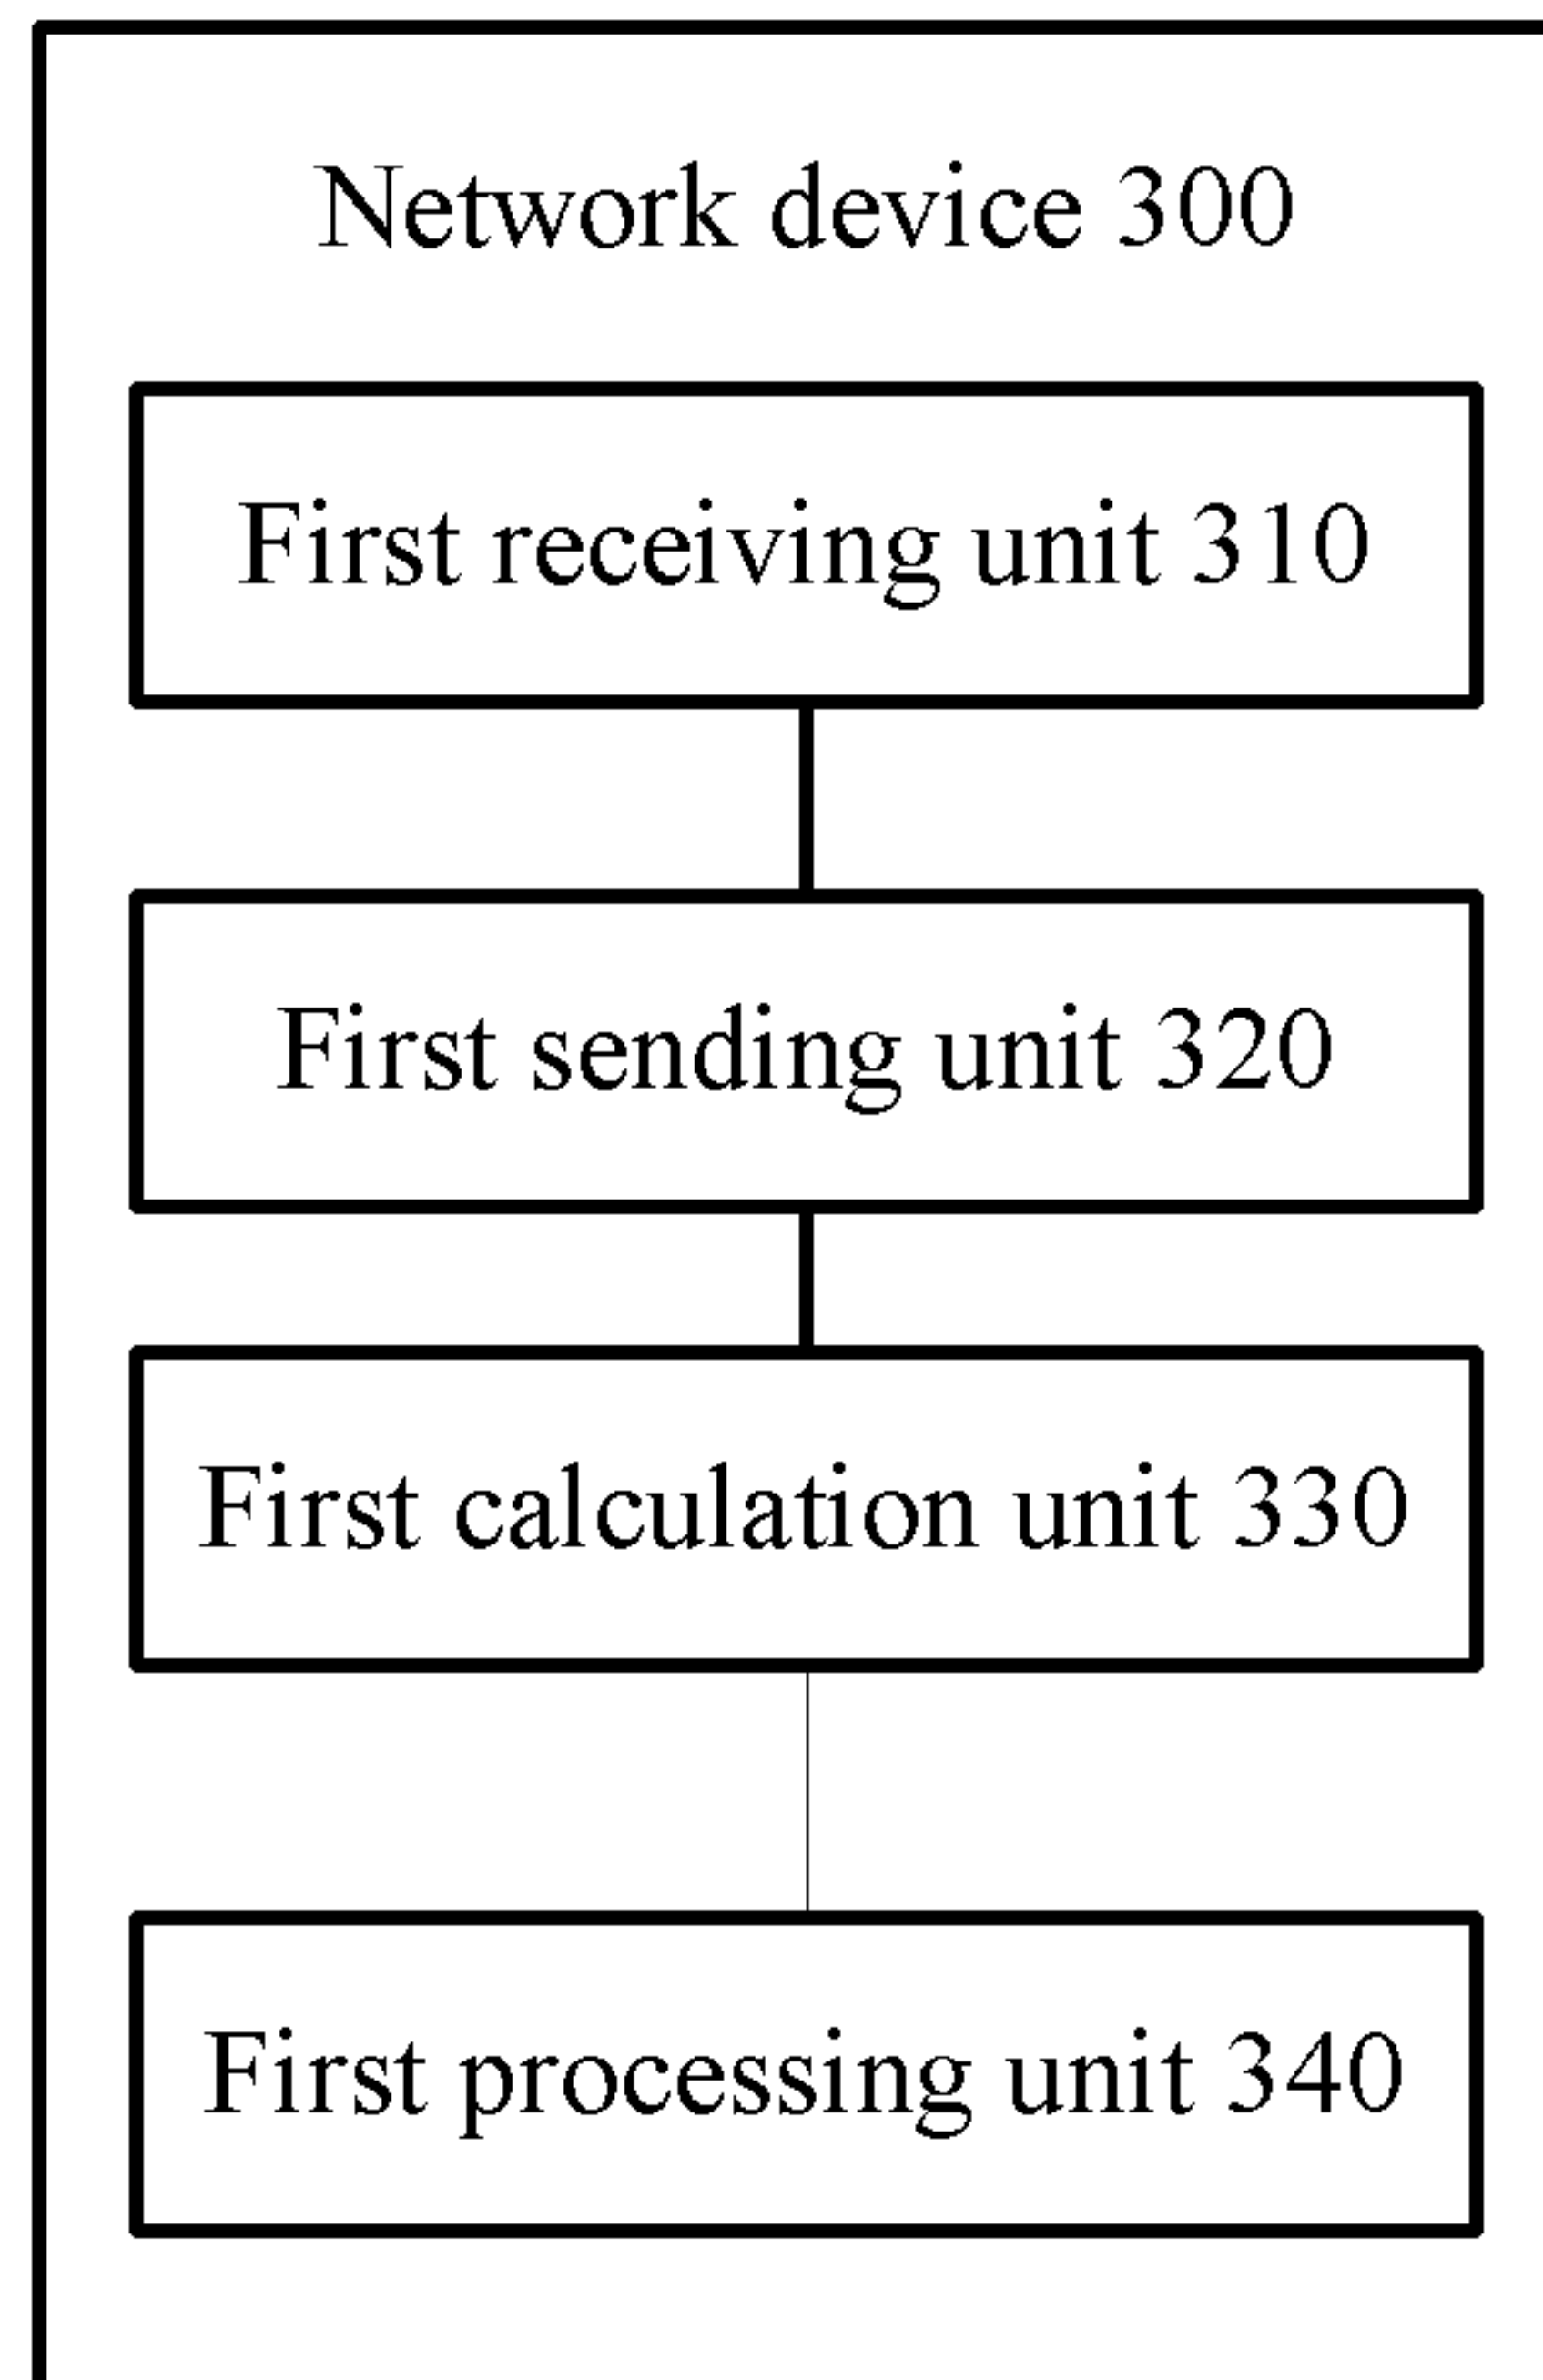 Network device 300
First receiving unit 310
First sending unit 320
First calculation unit 330
First processing unit 340